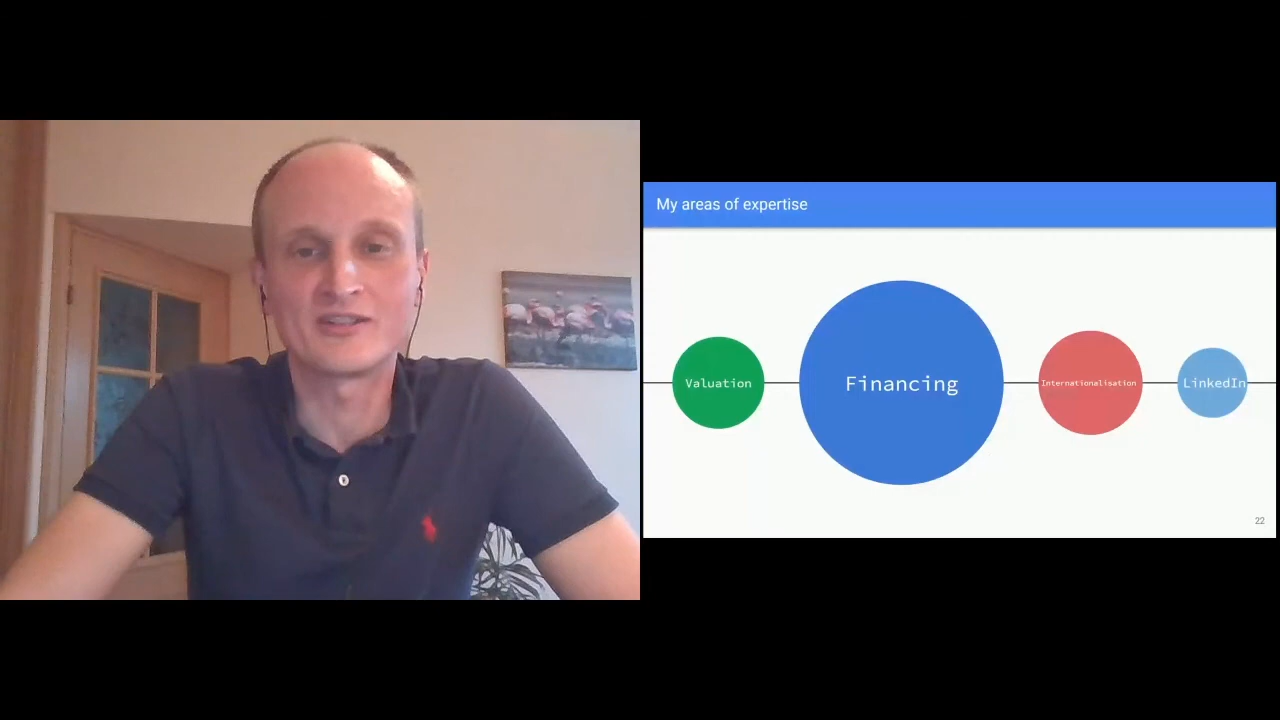 My areas of expertise
Valuation
Financing
Internationalisation
LinkedIn
22